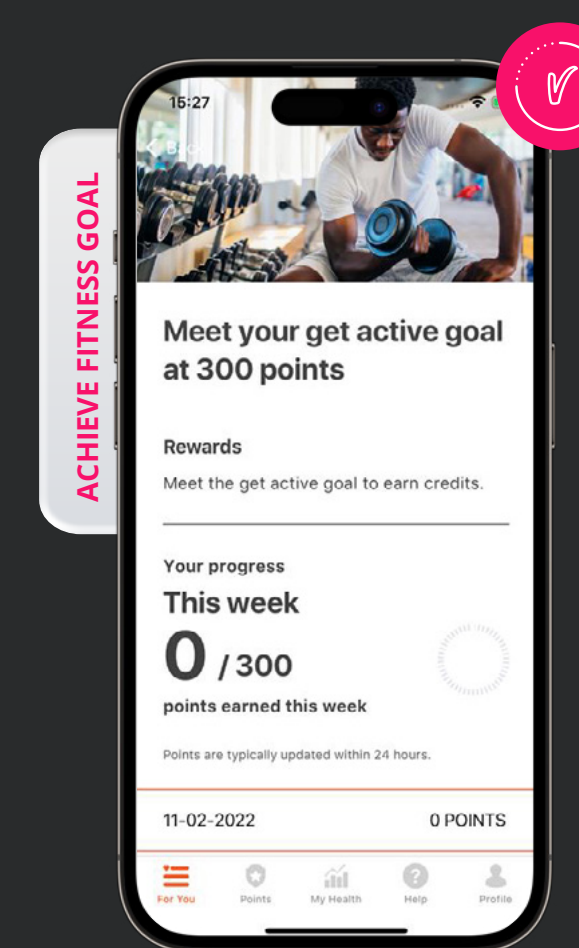 ACHIEVE FITNESS GOAL
15:27
Back
Meet your get active goal
at 300 points
Rewards
Meet the get active goal to earn credits.
Your progress
This week
0 / 300
points earned this week
Points are typically updated within 24 hours.
11-02-2022 0 POINTS
For You Points My Health Help Profile